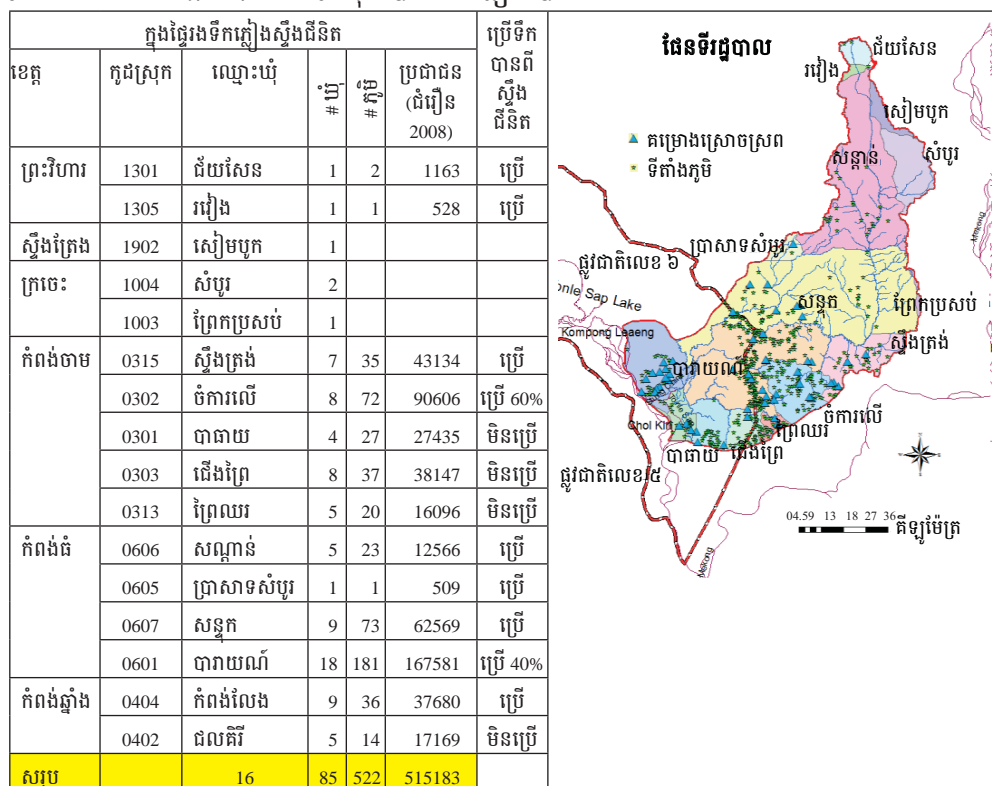 ក្នុងផ្ទៃរងទឹកភ្លៀងស្ទឹងជីនិត ប្រើទឹកបានពីស្ទឹងជីនិត
ខេត្ត កូដស្រុក ឈ្មោះឃុំ # ឃុំ # ភូមិ ប្រជាជន (ជំរឿន 2008)
ព្រះវិហារ 1301 ជ័យសែន 1 2 1163 ប្រើ
1305 រវៀង 1 1 528 ប្រើ
ស្ទឹងត្រែង 1902 សៀមបូក 1
ក្រចេះ 1004 សំបូរ 2
1003 ព្រែកប្រសប់ 1
កំពង់ចាម 0315 ស្ទឹងត្រង់ 7 35 43134 ប្រើ
0302 ចំការលើ 8 72 90606 ប្រើ 60%
0301 បាធាយ 4 27 27435 មិនប្រើ
0303 ជើងព្រៃ 8 37 38147 មិនប្រើ
0313 ព្រៃឈរ 5 20 16096 មិនប្រើ
កំពង់ធំ 0606 សណ្តាន់ 5 23 12566 ប្រើ
0605 ប្រាសាទសំបូរ 1 1 509 ប្រើ
0607 សន្ទុក 9 73 62569 ប្រើ
0601 បារាយណ៍ 18 181 167581 ប្រើ 40%
កំពង់ឆ្នាំង 0404 កំពង់លែង 9 36 37680 ប្រើ
0402 ជលគិរី 5 14 17169 មិនប្រើ
សរុប 16 85 522 515183
ផែនទីរដ្ឋបាល
ជ័យសែន
រវៀង
សៀមបូក
គម្រោងស្រោចស្រព
ទីតាំងភូមិ
សន្តាន់
សំបូរ
Mekong
ប្រាសាទសំបូរ
ផ្លូវជាតិលេខ ៦
onle Sap Lake
សន្ទុក
ព្រែកប្រសប់
Kompong Leaeng
ស្ទឹងត្រង់
បារាយណ៍
ចំការលើ
Chol Kiri
ព្រៃឈរ
បាធាយ
ជើងព្រៃ
ផ្លូវជាតិលេខ ៥
04.59 13 18 27 36
គីឡូម៉ែត្រ
Mekong